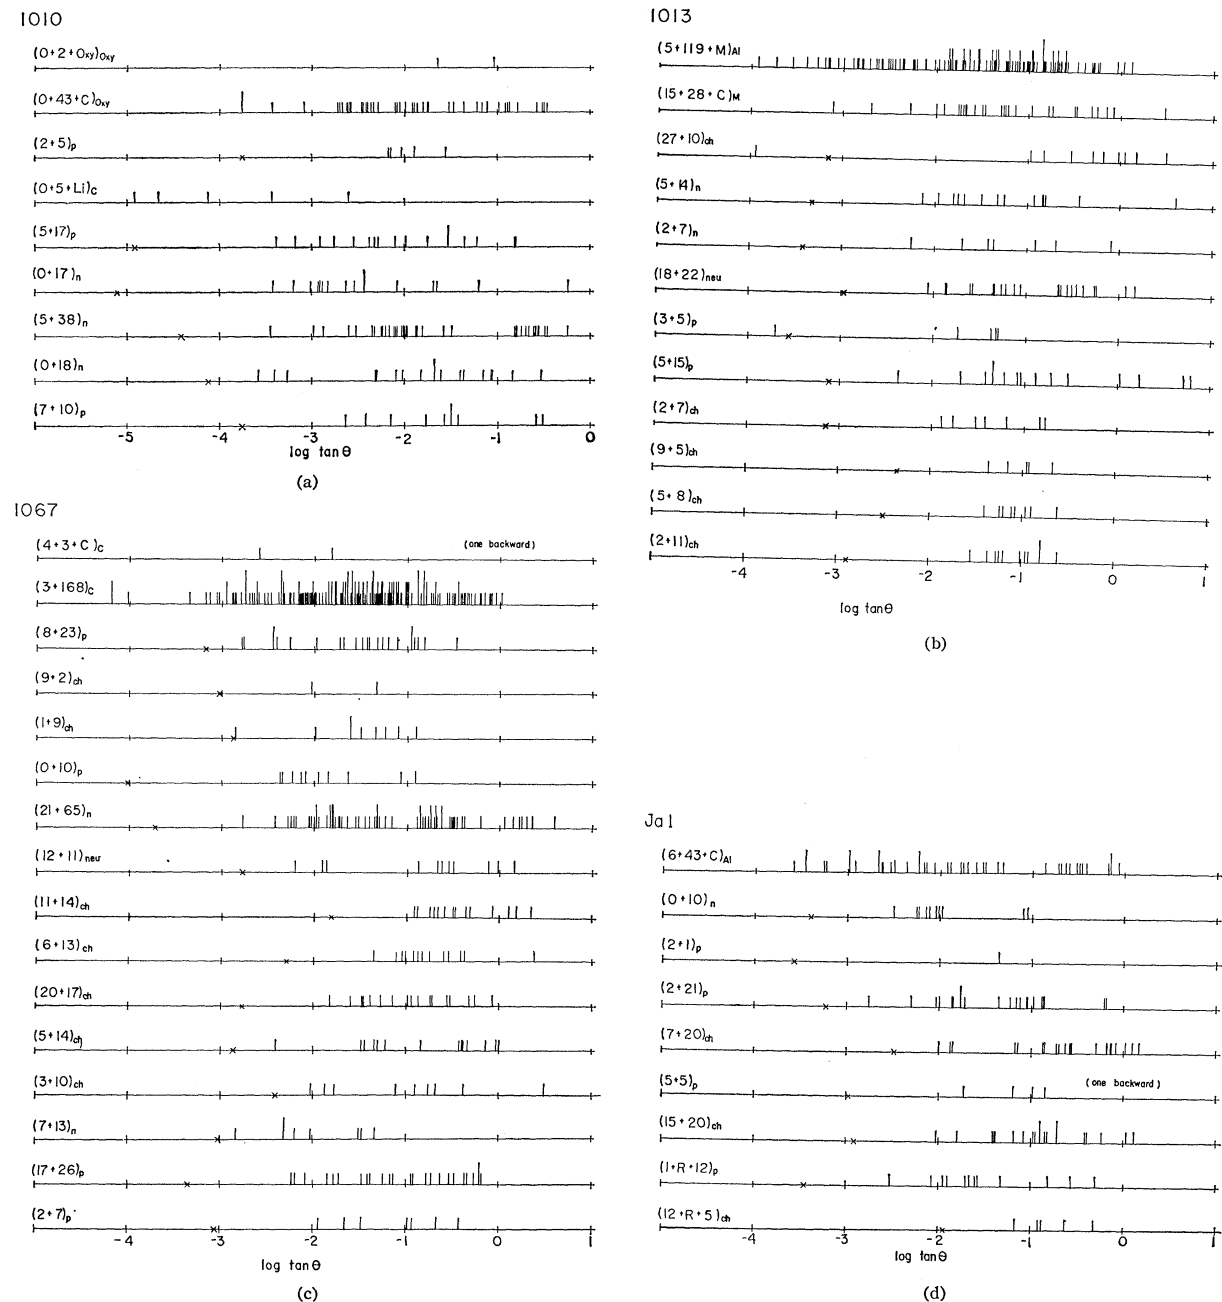 1010
(0+2+Oxy)Oxy
(0+43+C)Oxy
(2+5)p
(0+5+Li)C
(5+17)p
(0+17)n
(5+38)n
(0+18)n
(7+10)p
-5 -4 -3 -2 -1 0
log tanθ
(a)
1013
(5+119+M)Al
(15+28+C)M
(27+10)ch
(5+14)n
(2+7)n
(18+22)neu
(3+5)p
(5+15)p
(2+7)ch
(9+5)ch
(5+8)ch
(2+11)ch
-4 -3 -2 -1 0 1
log tanθ
(b)
1067
(4+3+C)C (one backward)
(3+168)C
(8+23)p
(9+2)ch
(1+9)ch
(0+10)p
(21+65)n
(12+11)neu
(11+14)ch
(6+13)ch
(20+17)ch
(5+14)ch
(3+10)ch
(7+13)n
(17+26)p
(2+7)p
-4 -3 -2 -1 0 1
log tanθ
(c)
Ja1
(6+43+C)Al
(0+10)n
(2+1)p
(2+21)p
(7+20)ch
(5+5)p (one backward)
(15+20)ch
(1+R+12)p
(12+R+5)ch
-4 -3 -2 -1 0 1
log tanθ
(d)